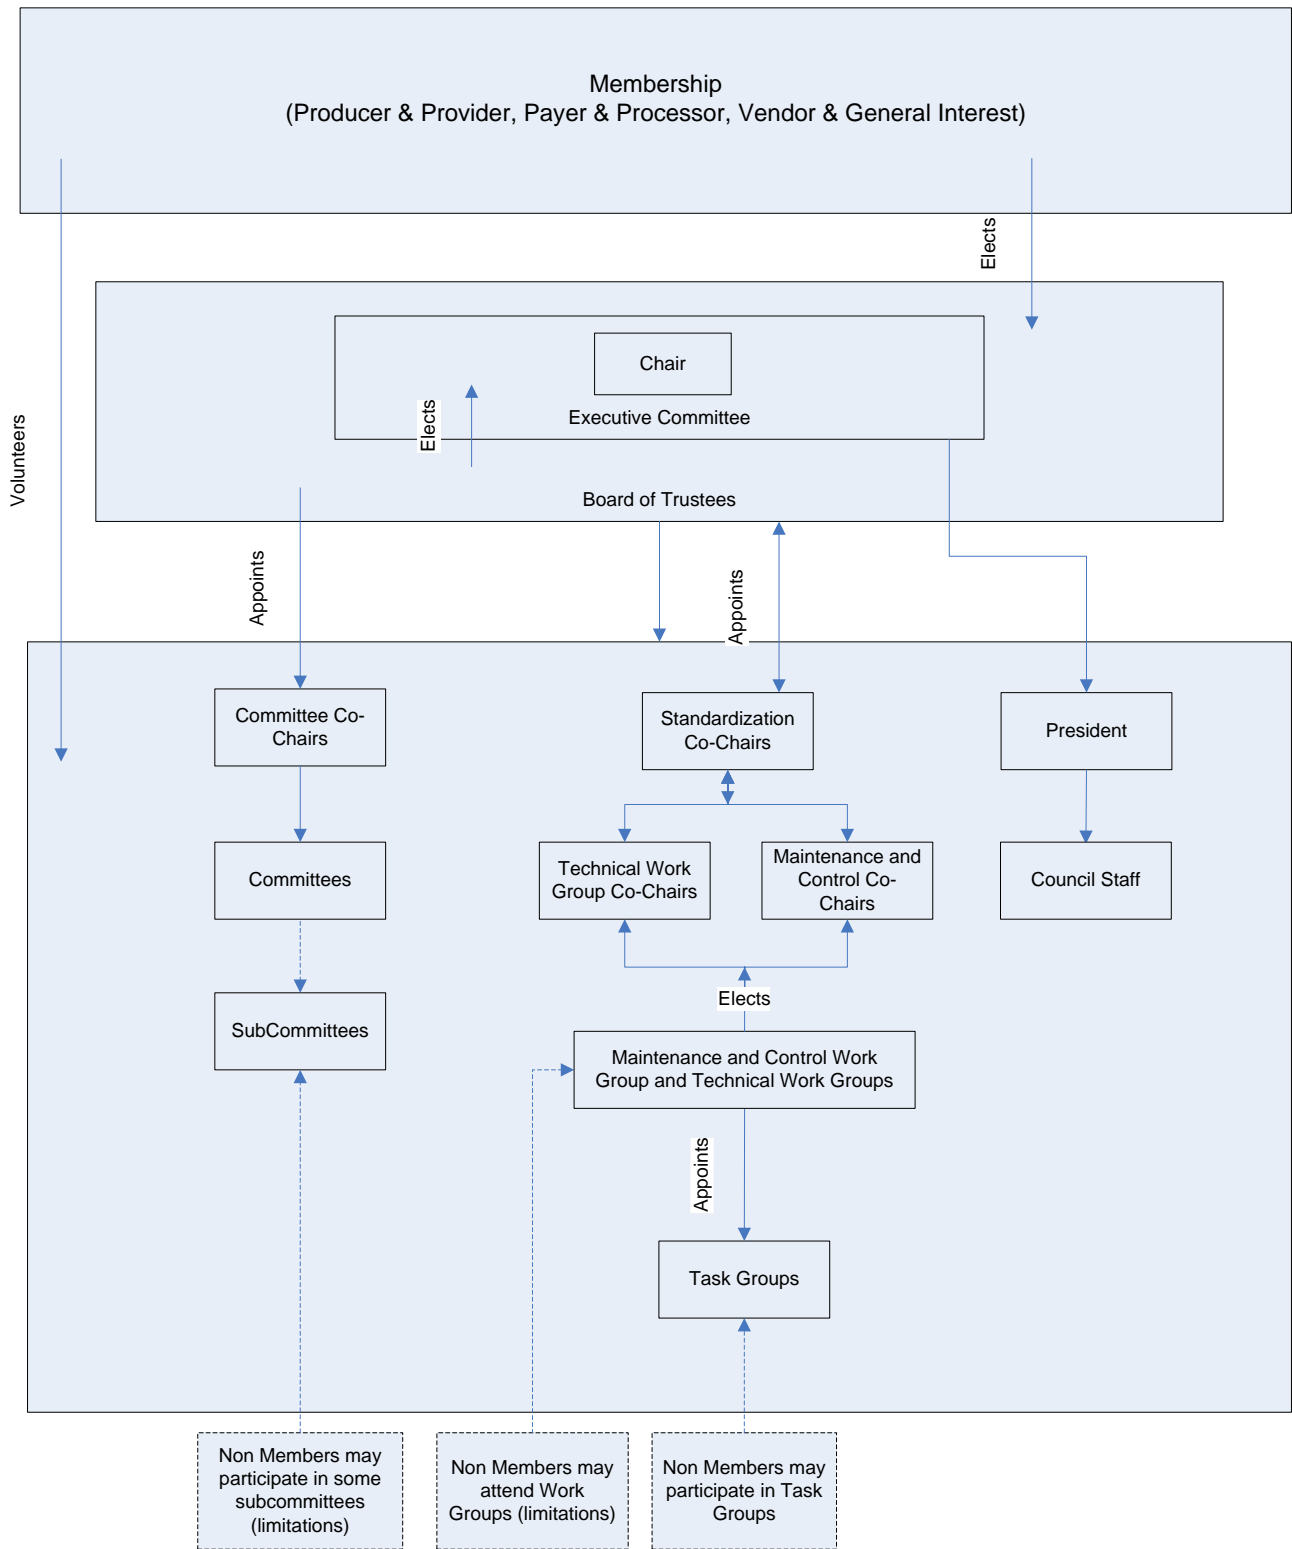 Membership
(Producer & Provider, Payer & Processor, Vendor & General Interest)
Elects
Chair
Executive Committee
Elects
Volunteers
Board of Trustees
Appoints
Appoints
Committee Co-
Chairs
Standardization
Co-Chairs
President
Committees
Technical Work
Group Co-Chairs
Maintenance and
Control Co-
Chairs
Council Staff
Elects
SubCommittees
Maintenance and Control Work
Group and Technical Work Groups
Appoints
Task Groups
Non Members may
participate in some
subcommittees
(limitations)
Non Members may
attend Work
Groups (limitations)
Non Members may
participate in Task
Groups